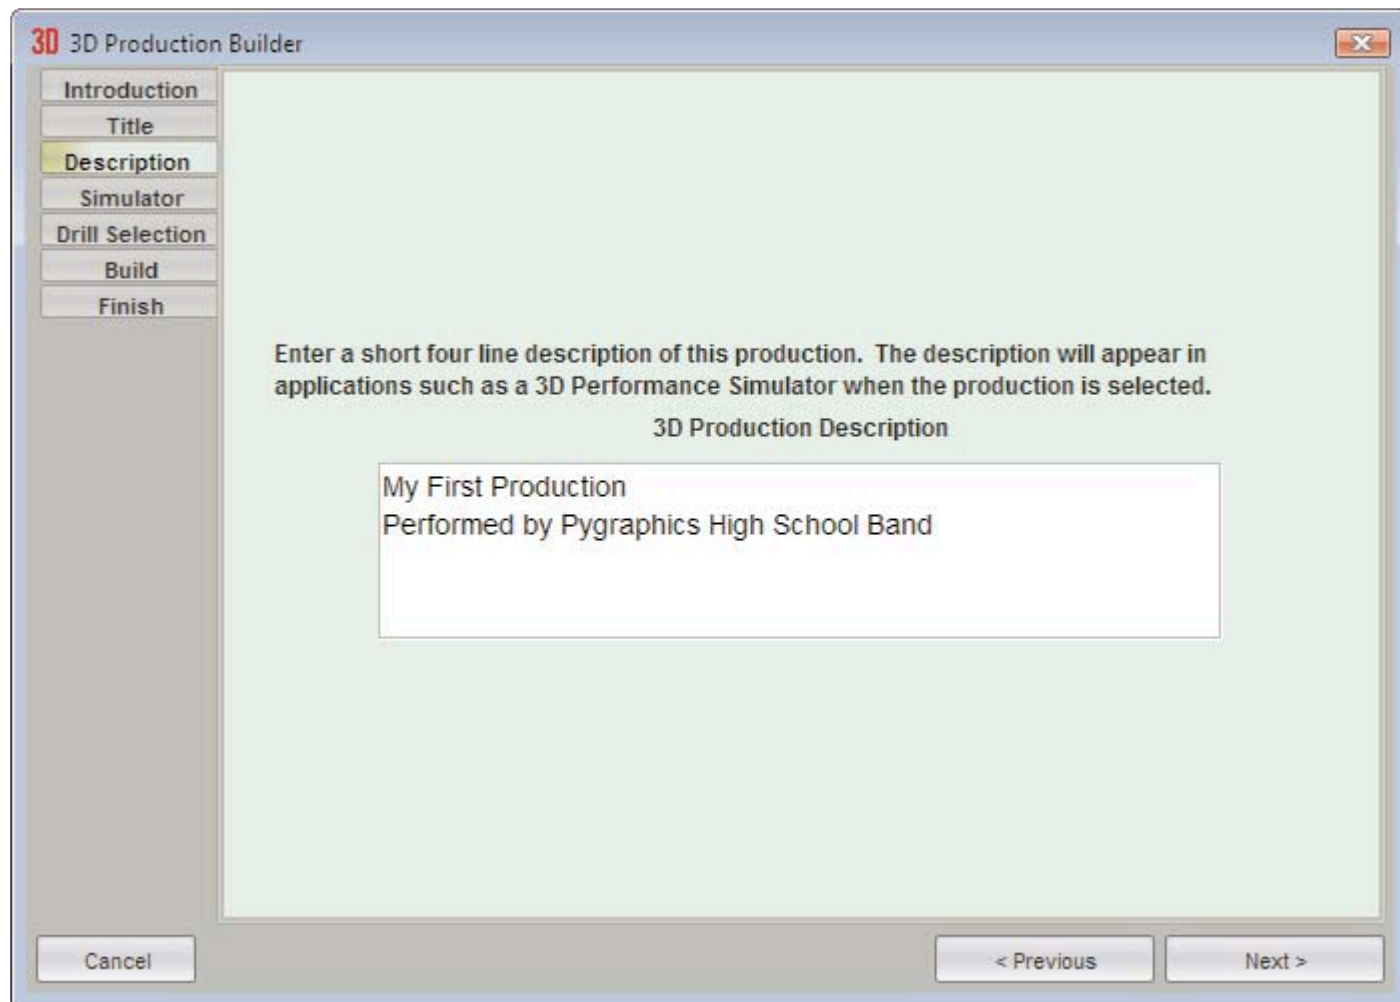 3D 3D Production Builder
Introduction
Title
Description
Simulator
Drill Selection
Build
Finish
Enter a short four line description of this production.  The description will appear in
applications such as a 3D Performance Simulator when the production is selected.
3D Production Description
My First Production
Performed by Pygraphics High School Band
Cancel
< Previous
Next >